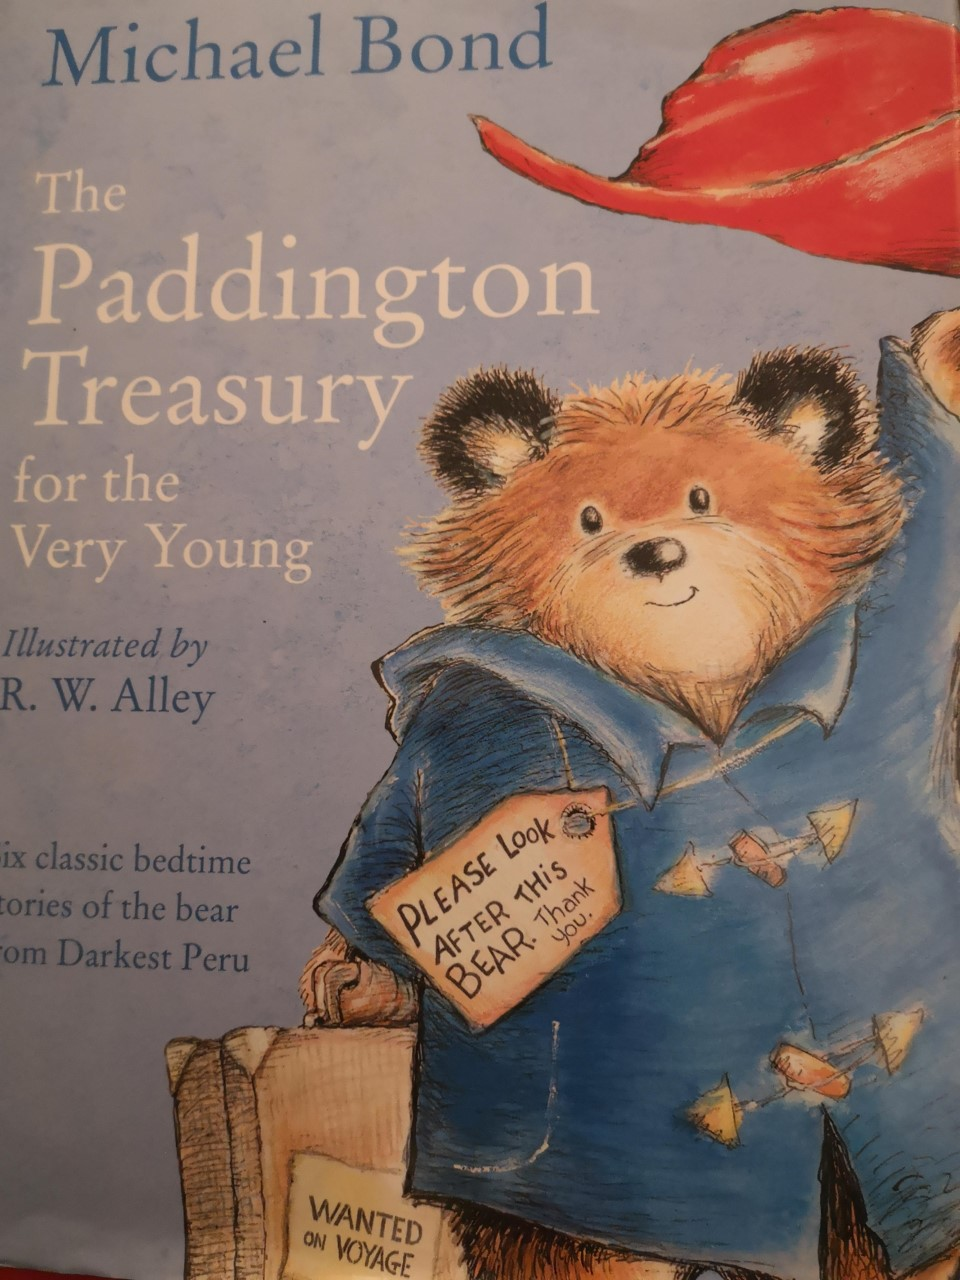 Michael Bond
The
Paddington
Treasury
for the
Very Young
Illustrated by
R. W. Alley
ix classic bedtime
tories of the bear
om Darkest Peru
PLEASE Look
AFTER THiS
BEAR. Thank
you.
WANTED
ON VOYAGE